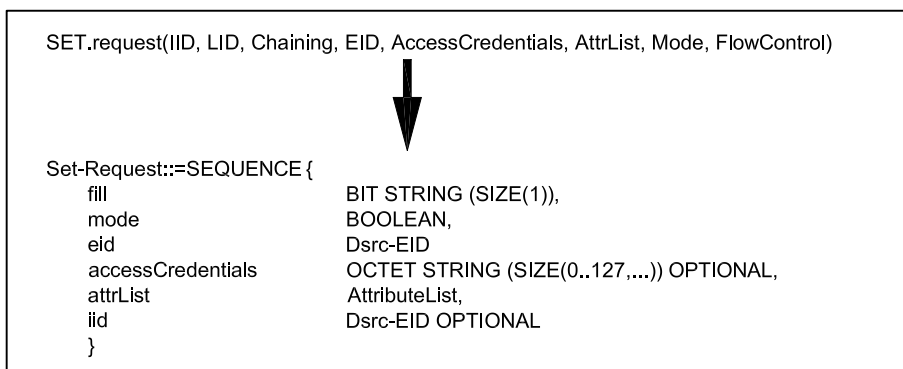 SET.request(IID, LID, Chaining, EID, AccessCredentials, AttrList, Mode, FlowControl)
Set-Request::=SEQUENCE {
fill BIT STRING (SIZE(1)),
mode BOOLEAN,
eid Dsrc-EID
accessCredentials OCTET STRING (SIZE(0..127,...)) OPTIONAL,
attrList AttributeList,
iid Dsrc-EID OPTIONAL
}